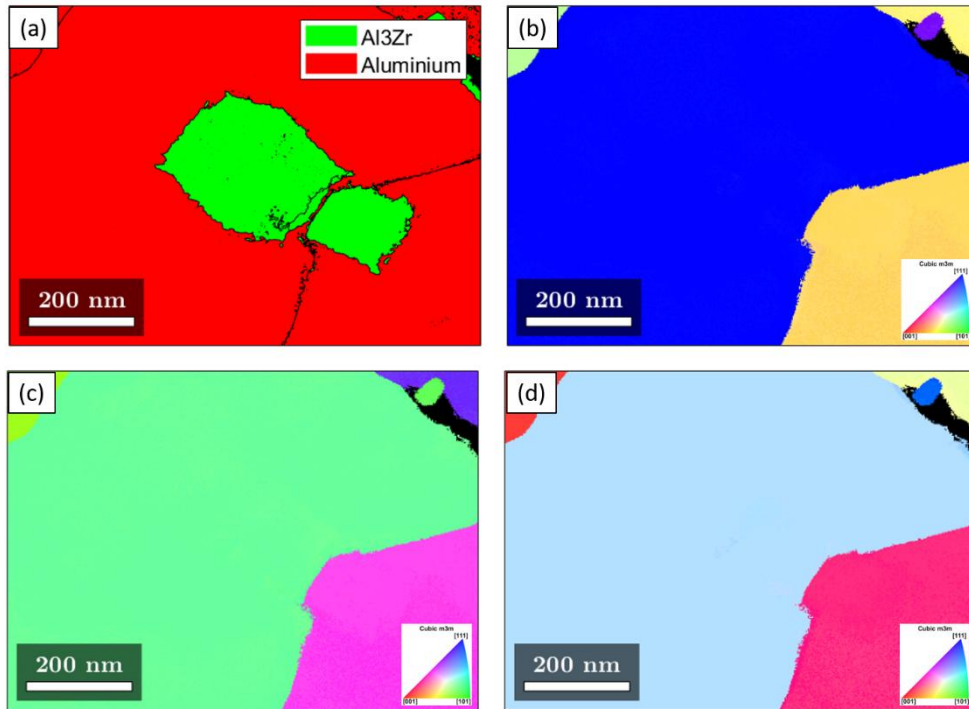 (a)
Al3Zr
Aluminium
200 nm
(b)
Cubic m3m
[111]
[001]
[101]
200 nm
(c)
Cubic m3m
[111]
[001]
[101]
200 nm
(d)
Cubic m3m
[111]
[001]
[101]
200 nm